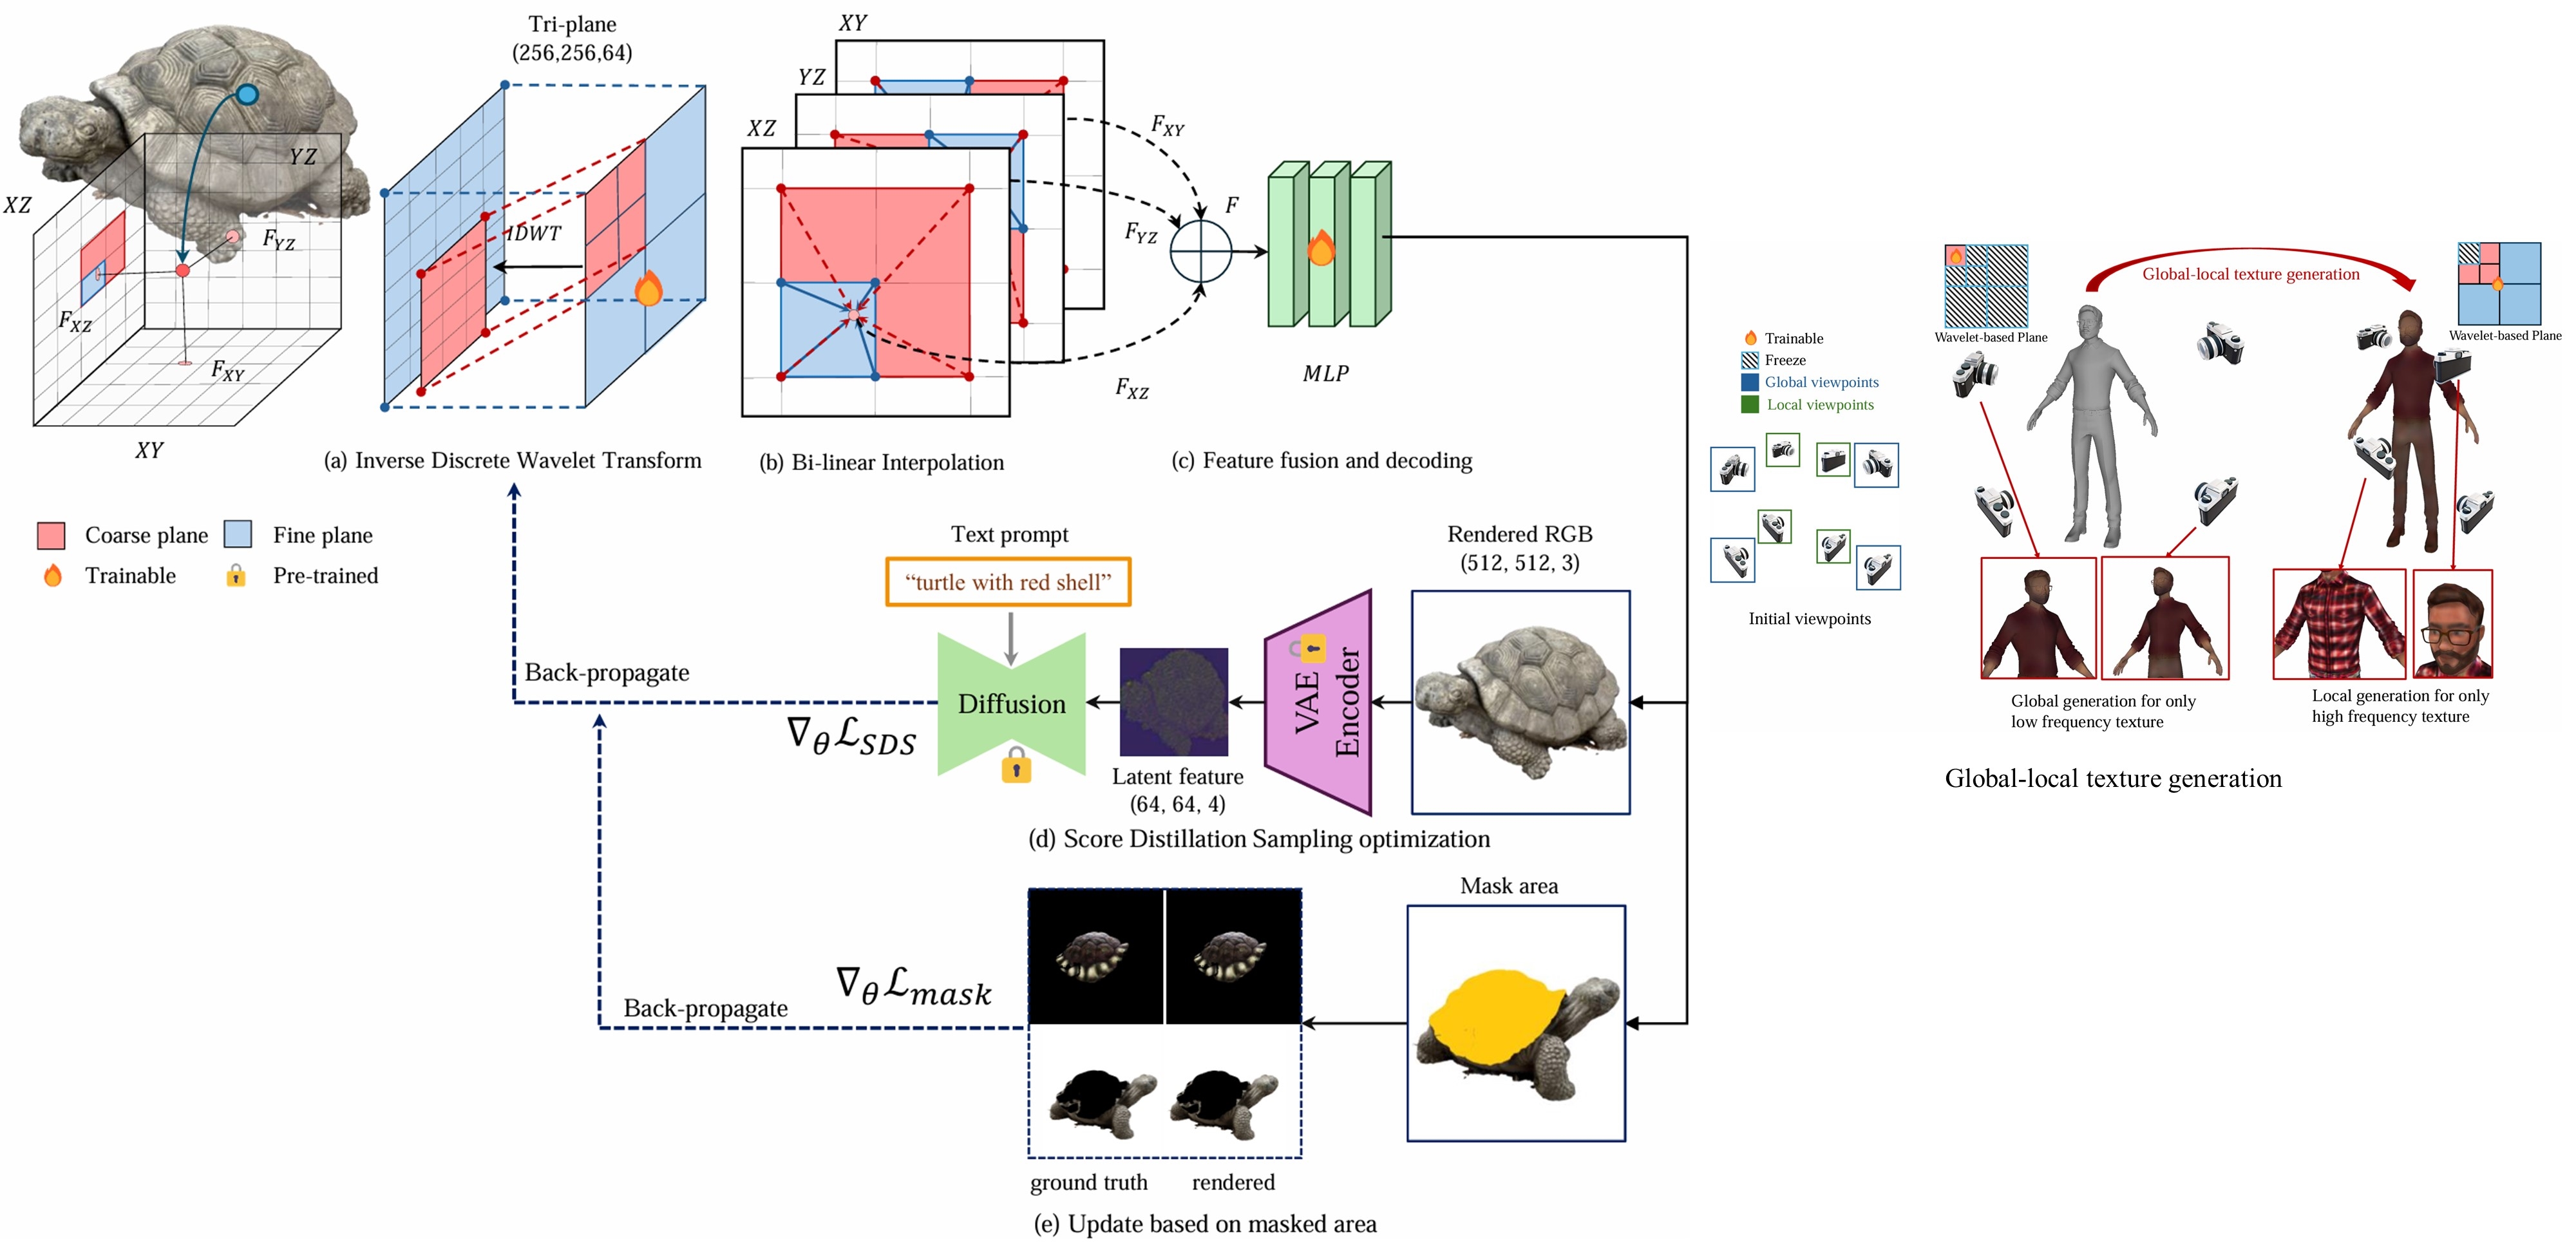 Tri-plane
(256,256,64)
XZ
YZ
F_{YZ}
F_{XZ}
F_{XY}
XY
IDWT
(a) Inverse Discrete Wavelet Transform
XY
YZ
XZ
(b) Bi-linear Interpolation
F_{XY}
F_{YZ}
F
F_{XZ}
MLP
(c) Feature fusion and decoding
Coarse plane
Fine plane
Trainable
Pre-trained
Text prompt
“turtle with red shell”
Rendered RGB
(512, 512, 3)
Back-propagate
∇_θ ℒ_{SDS}
Diffusion
VAE
Encoder
Latent feature
(64, 64, 4)
(d) Score Distillation Sampling optimization
Mask area
Back-propagate
∇_θ ℒ_{mask}
ground truth
rendered
(e) Update based on masked area
Global-local texture generation
Wavelet-based Plane
Wavelet-based Plane
Trainable
Freeze
Global viewpoints
Local viewpoints
Initial viewpoints
Global generation for only
low frequency texture
Local generation for only
high frequency texture
Global-local texture generation